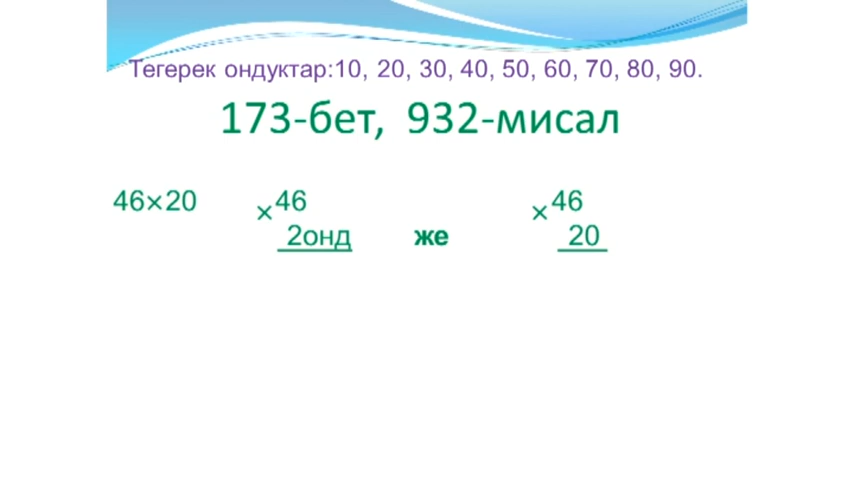 Тегерек ондуктар:10, 20, 30, 40, 50, 60, 70, 80, 90.
173-бет, 932-мисал
46×20 ×46 ×46
2онд же 20